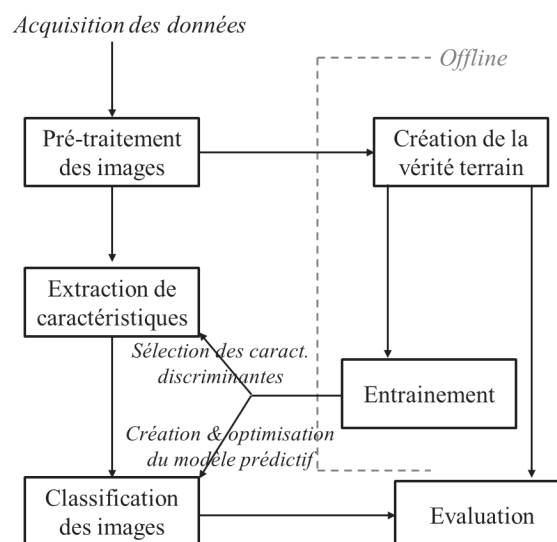 Acquisition des données
Offline
Pré-traitement
des images
Création de la
vérité terrain
Extraction de
caractéristiques
Sélection des caract.
discriminantes
Entrainement
Création & optimisation
du modèle prédictif
Classification
des images
Evaluation